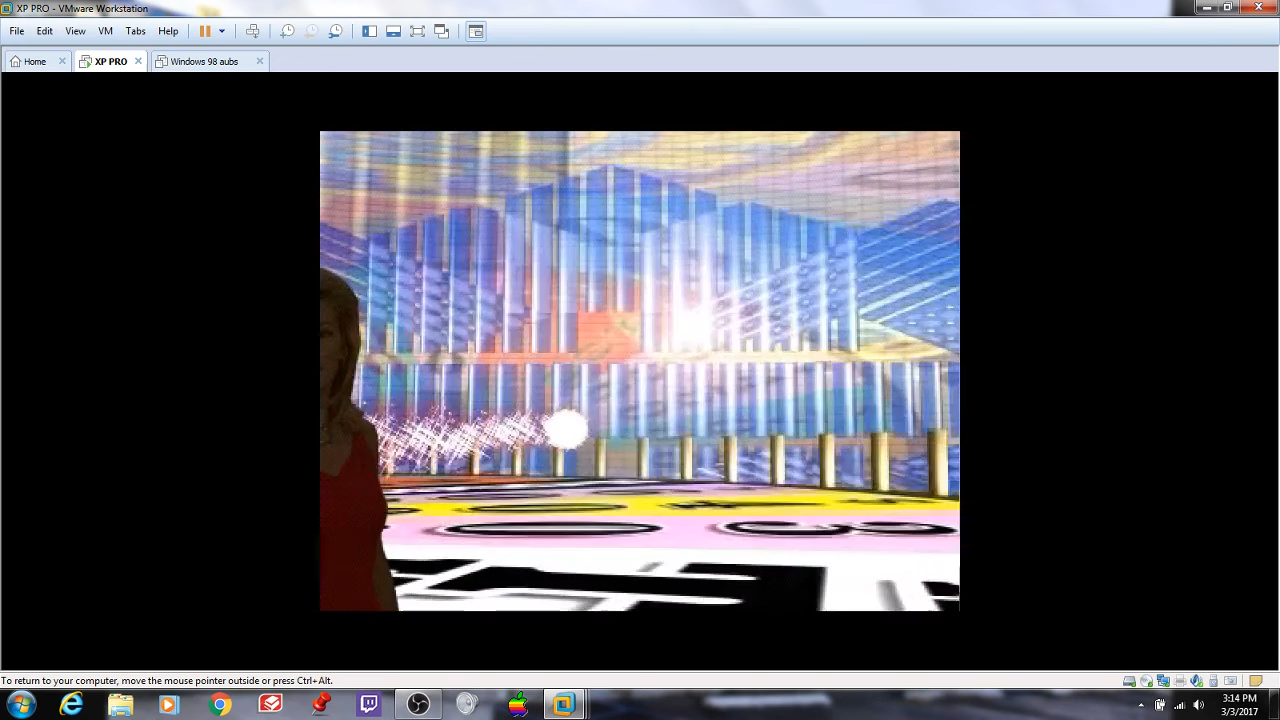 XP PRO - VMware Workstation
File Edit View VM Tabs Help
Home XP PRO Windows 98 aubs
To return to your computer, move the mouse pointer outside or press Ctrl+Alt.
3:14 PM
3/3/2017